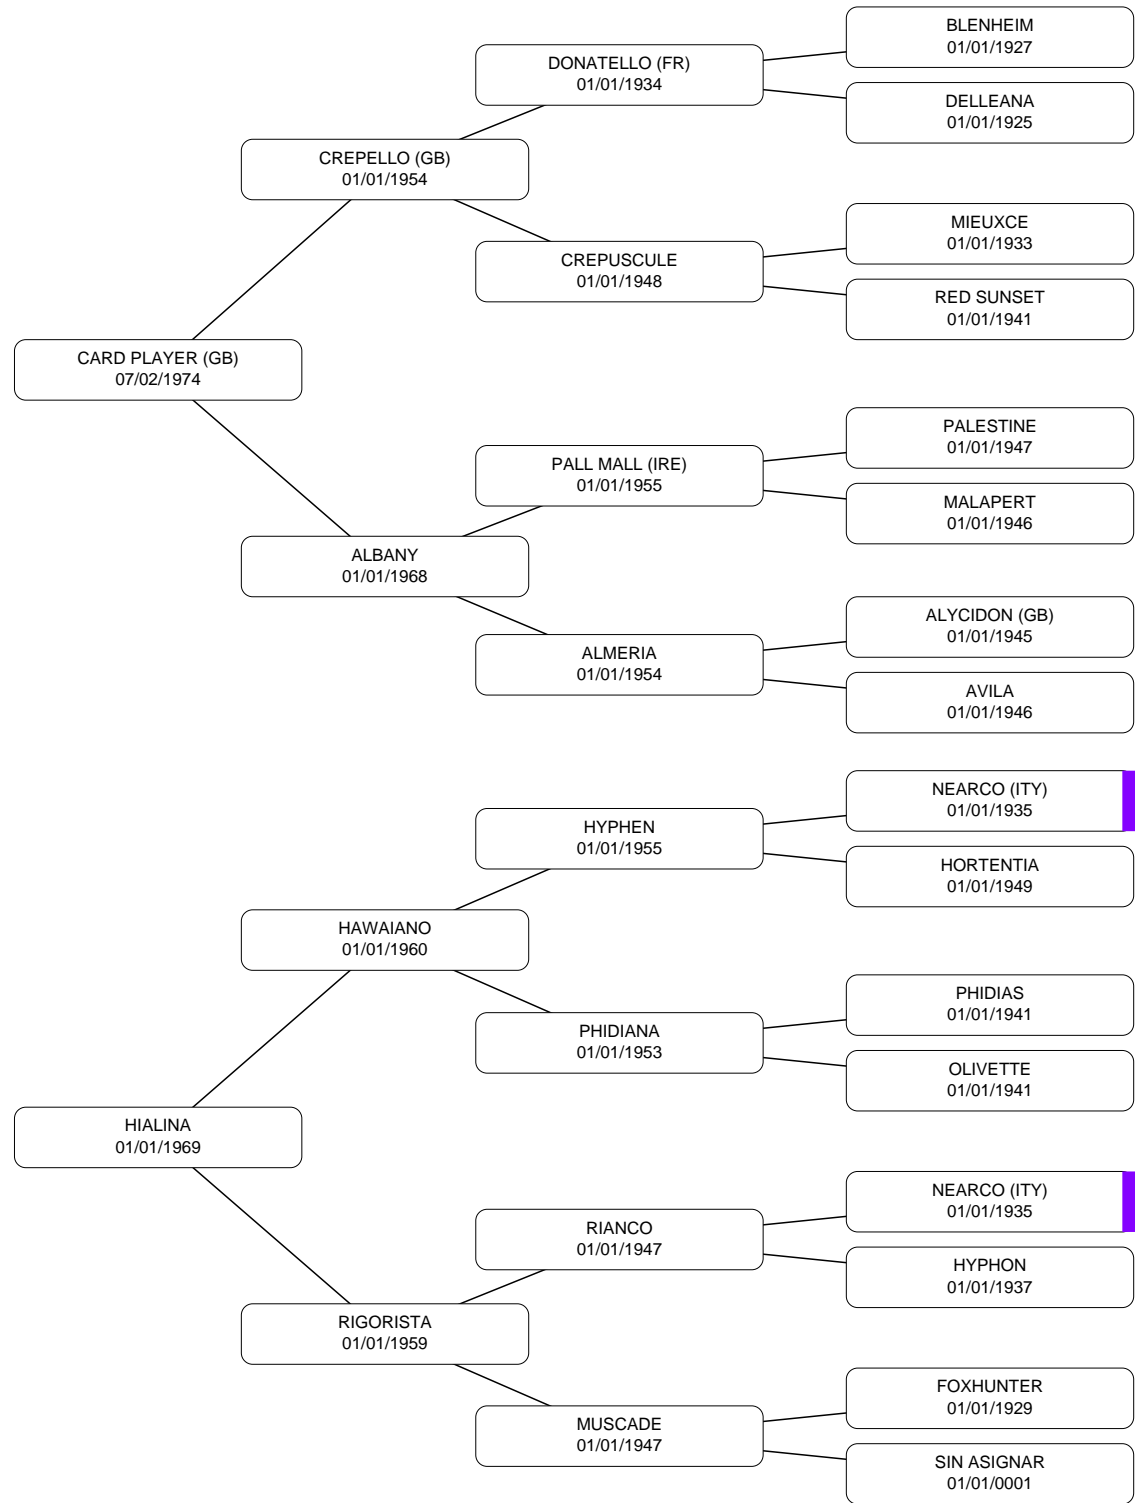 BLENHEIM
01/01/1927
DONATELLO (FR)
01/01/1934
DELLEANA
01/01/1925
CREPELLO (GB)
01/01/1954
MIEUXCE
01/01/1933
CREPUSCULE
01/01/1948
RED SUNSET
01/01/1941
CARD PLAYER (GB)
07/02/1974
PALESTINE
01/01/1947
PALL MALL (IRE)
01/01/1955
MALAPERT
01/01/1946
ALBANY
01/01/1968
ALYCIDON (GB)
01/01/1945
ALMERIA
01/01/1954
AVILA
01/01/1946
NEARCO (ITY)
01/01/1935
HYPHEN
01/01/1955
HORTENTIA
01/01/1949
HAWAIANO
01/01/1960
PHIDIAS
01/01/1941
PHIDIANA
01/01/1953
OLIVETTE
01/01/1941
HIALINA
01/01/1969
NEARCO (ITY)
01/01/1935
RIANCO
01/01/1947
HYPHON
01/01/1937
RIGORISTA
01/01/1959
FOXHUNTER
01/01/1929
MUSCADE
01/01/1947
SIN ASIGNAR
01/01/0001